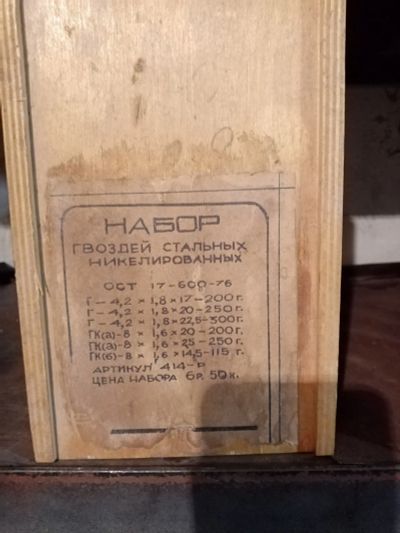 НАБОР
ГВОЗДЕЙ СТАЛЬНЫХ
НИКЕЛИРОВАННЫХ
ОСТ 17-600-76
Г-4,2 × 1,8×17-200 г.
Г-4,2 × 1,8×20-250 г.
Г-4,2 × 1,8×22,5-300 г.
ГК(а)-8 × 1,6×20-200 г.
ГК(а)-8 × 1,6×25-250 г.
ГК(б)-8 × 1,6×14,5-115 г.
АРТИКУЛ 414-Р
ЦЕНА НАБОРА 6р. 50к.